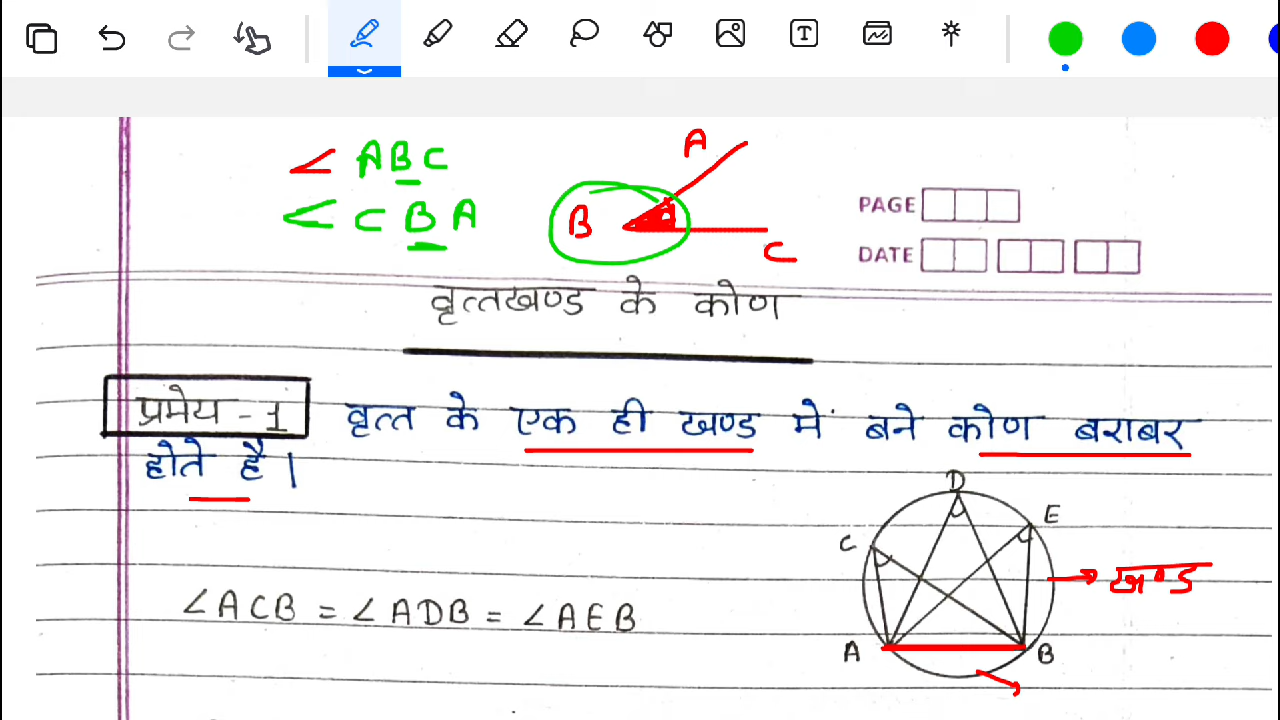 ∠ABC
A
<CBA
B
C
PAGE
DATE
वृत्तखण्ड के कोण
प्रमेय - 1 वृत्त के एक ही खण्ड में बने कोण बराबर
होते है।
D
E
C
खण्ड
∠ACB = ∠ADB = ∠AEB
A
B